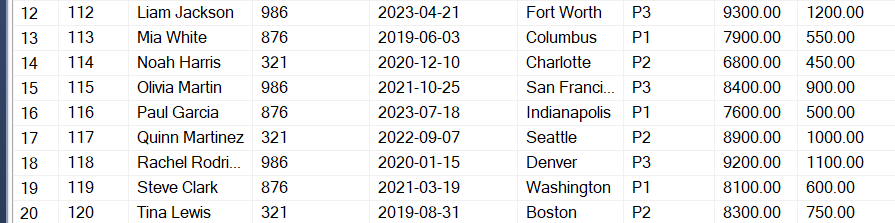 12 112 Liam Jackson 986 2023-04-21 Fort Worth P3 9300.00 1200.00
13 113 Mia White 876 2019-06-03 Columbus P1 7900.00 550.00
14 114 Noah Harris 321 2020-12-10 Charlotte P2 6800.00 450.00
15 115 Olivia Martin 986 2021-10-25 San Franci... P3 8400.00 900.00
16 116 Paul Garcia 876 2023-07-18 Indianapolis P1 7600.00 500.00
17 117 Quinn Martinez 321 2022-09-07 Seattle P2 8900.00 1000.00
18 118 Rachel Rodri... 986 2020-01-15 Denver P3 9200.00 1100.00
19 119 Steve Clark 876 2021-03-19 Washington P1 8100.00 600.00
20 120 Tina Lewis 321 2019-08-31 Boston P2 8300.00 750.00